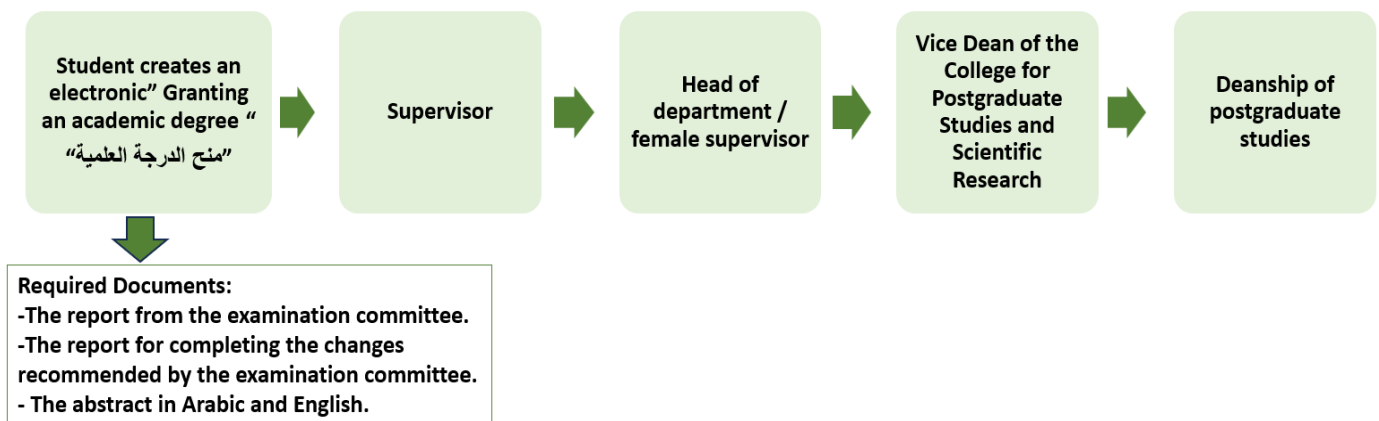 Student creates an
electronic” Granting
an academic degree “
“منح الدرجة العلمية”
Supervisor
Head of
department /
female supervisor
Vice Dean of the
College for
Postgraduate
Studies and
Scientific
Research
Deanship of
postgraduate
studies
Required Documents:
-The report from the examination committee.
-The report for completing the changes
recommended by the examination committee.
- The abstract in Arabic and English.